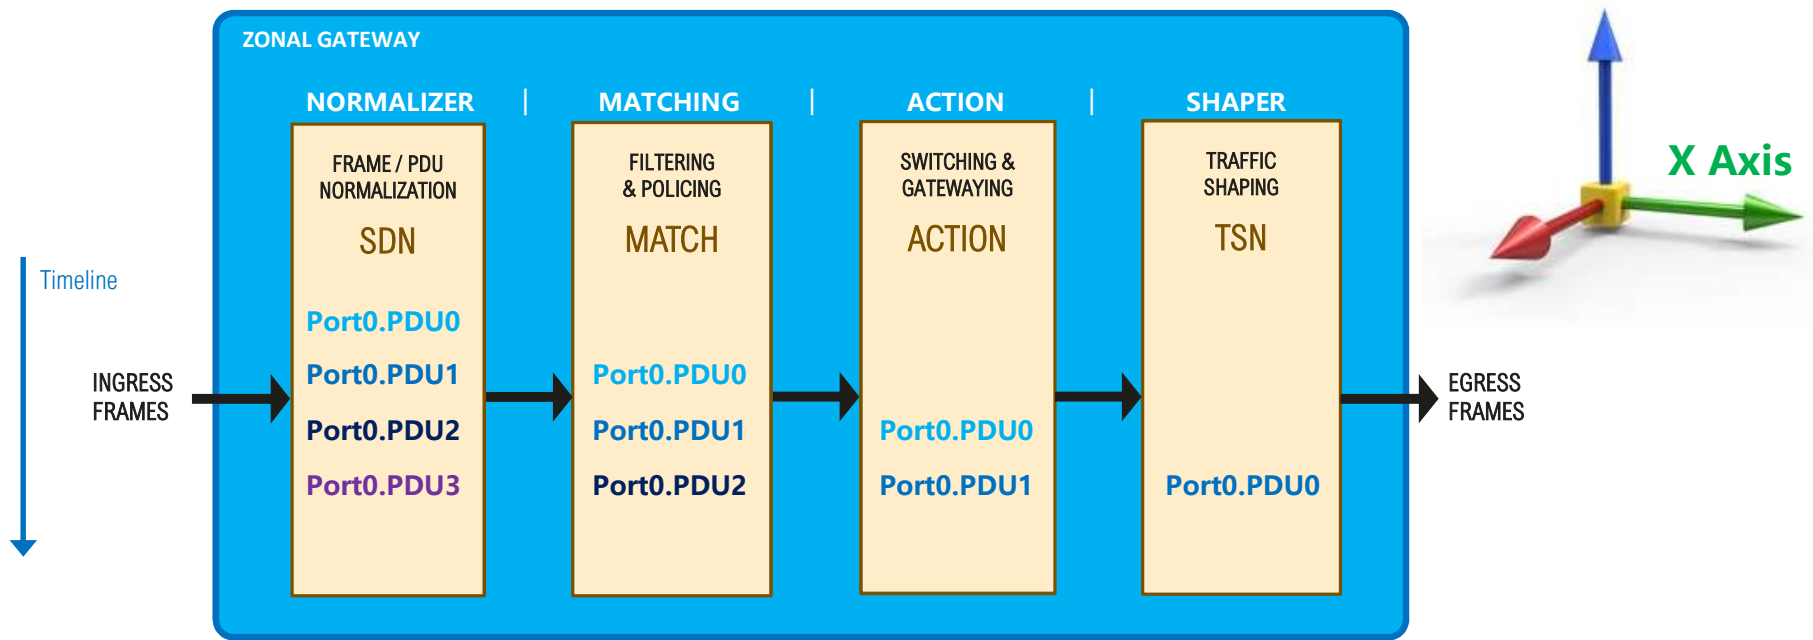 ZONAL GATEWAY
NORMALIZER | MATCHING | ACTION | SHAPER
FRAME / PDU
NORMALIZATION
SDN
Port0.PDU0
Port0.PDU1
Port0.PDU2
Port0.PDU3
FILTERING
& POLICING
MATCH
Port0.PDU0
Port0.PDU1
Port0.PDU2
SWITCHING &
GATEWAYING
ACTION
Port0.PDU0
Port0.PDU1
TRAFFIC
SHAPING
TSN
Port0.PDU0
Timeline
INGRESS
FRAMES
EGRESS
FRAMES
X Axis